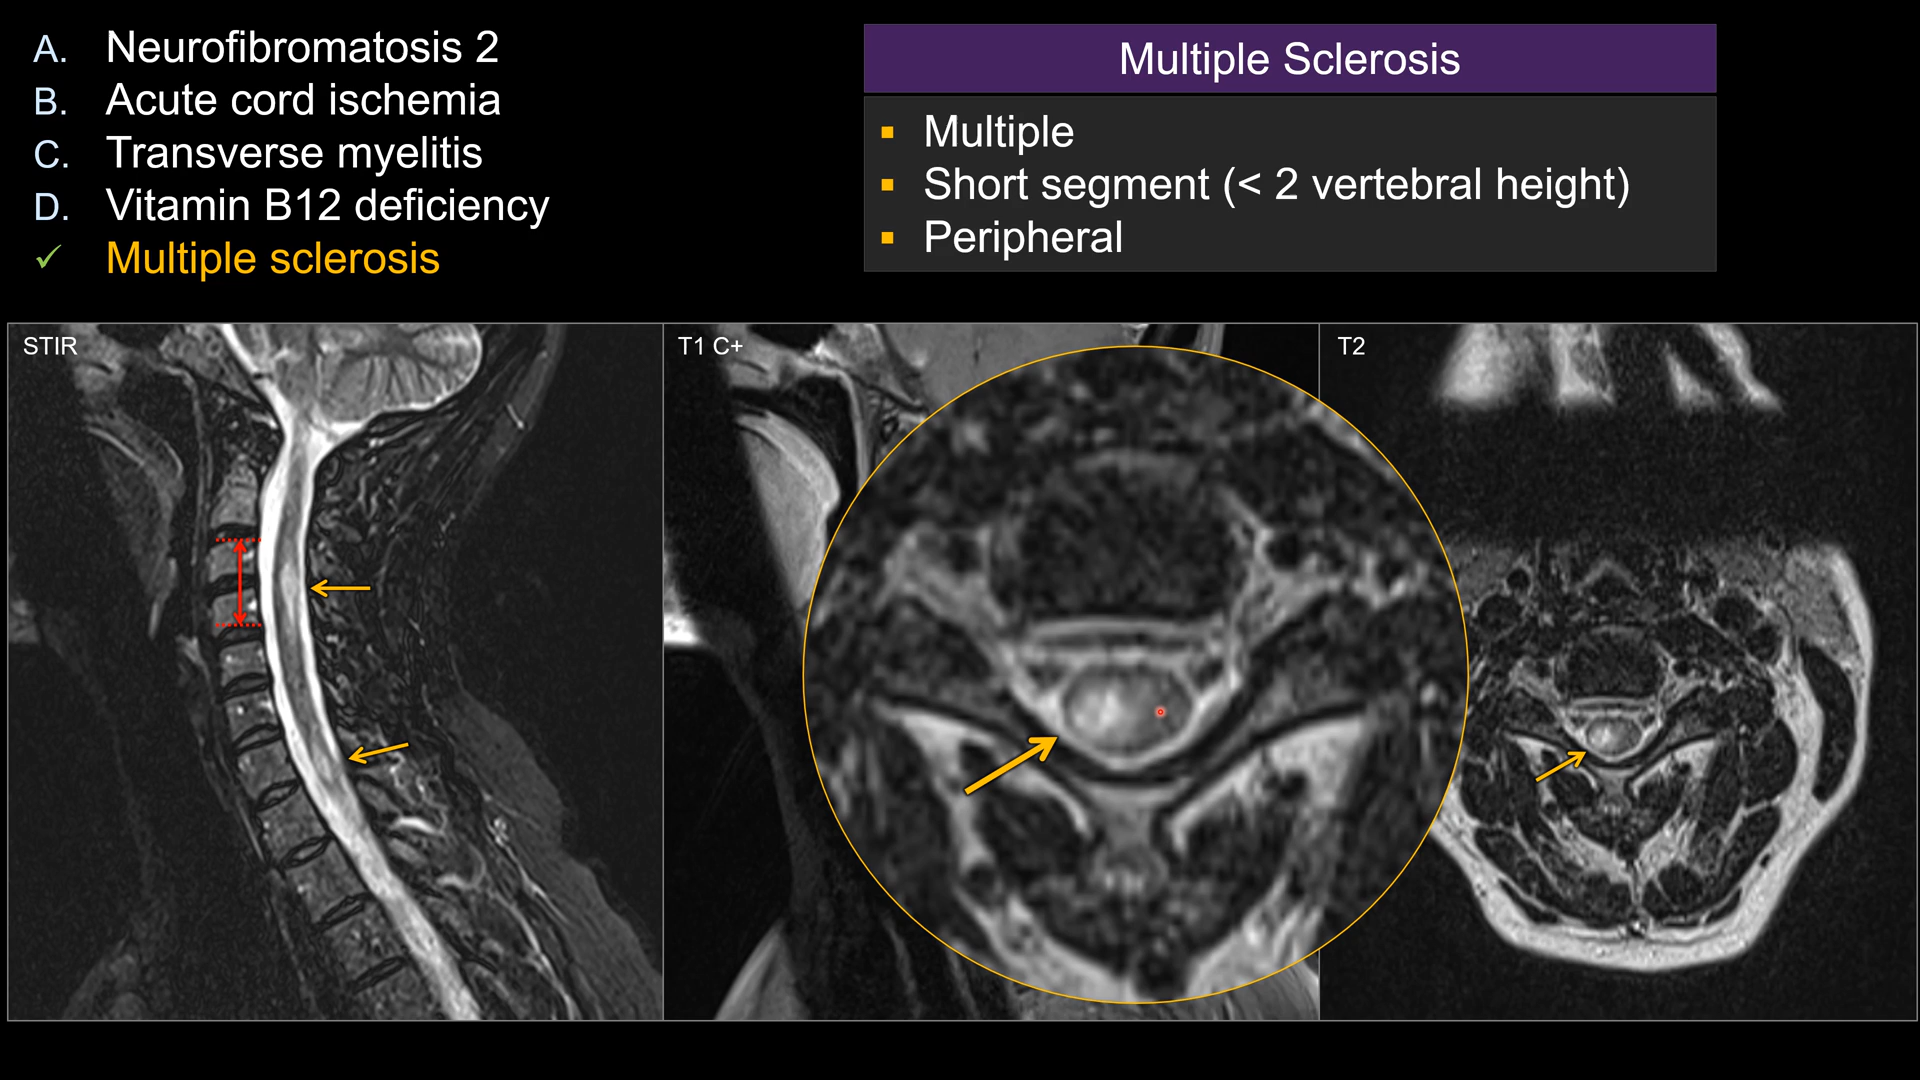 A. Neurofibromatosis 2
B. Acute cord ischemia
C. Transverse myelitis
D. Vitamin B12 deficiency
✓ Multiple sclerosis
Multiple Sclerosis
▪ Multiple
▪ Short segment (< 2 vertebral height)
▪ Peripheral
STIR
T1 C+
T2